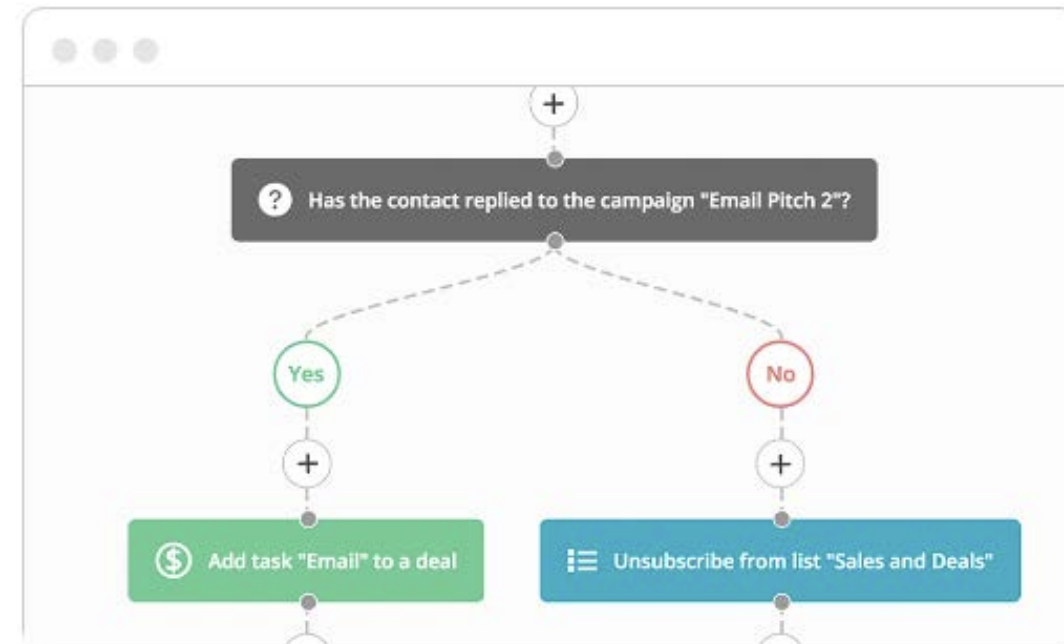 Has the contact replied to the campaign "Email Pitch 2"?
Yes
No
Add task "Email" to a deal
Unsubscribe from list "Sales and Deals"